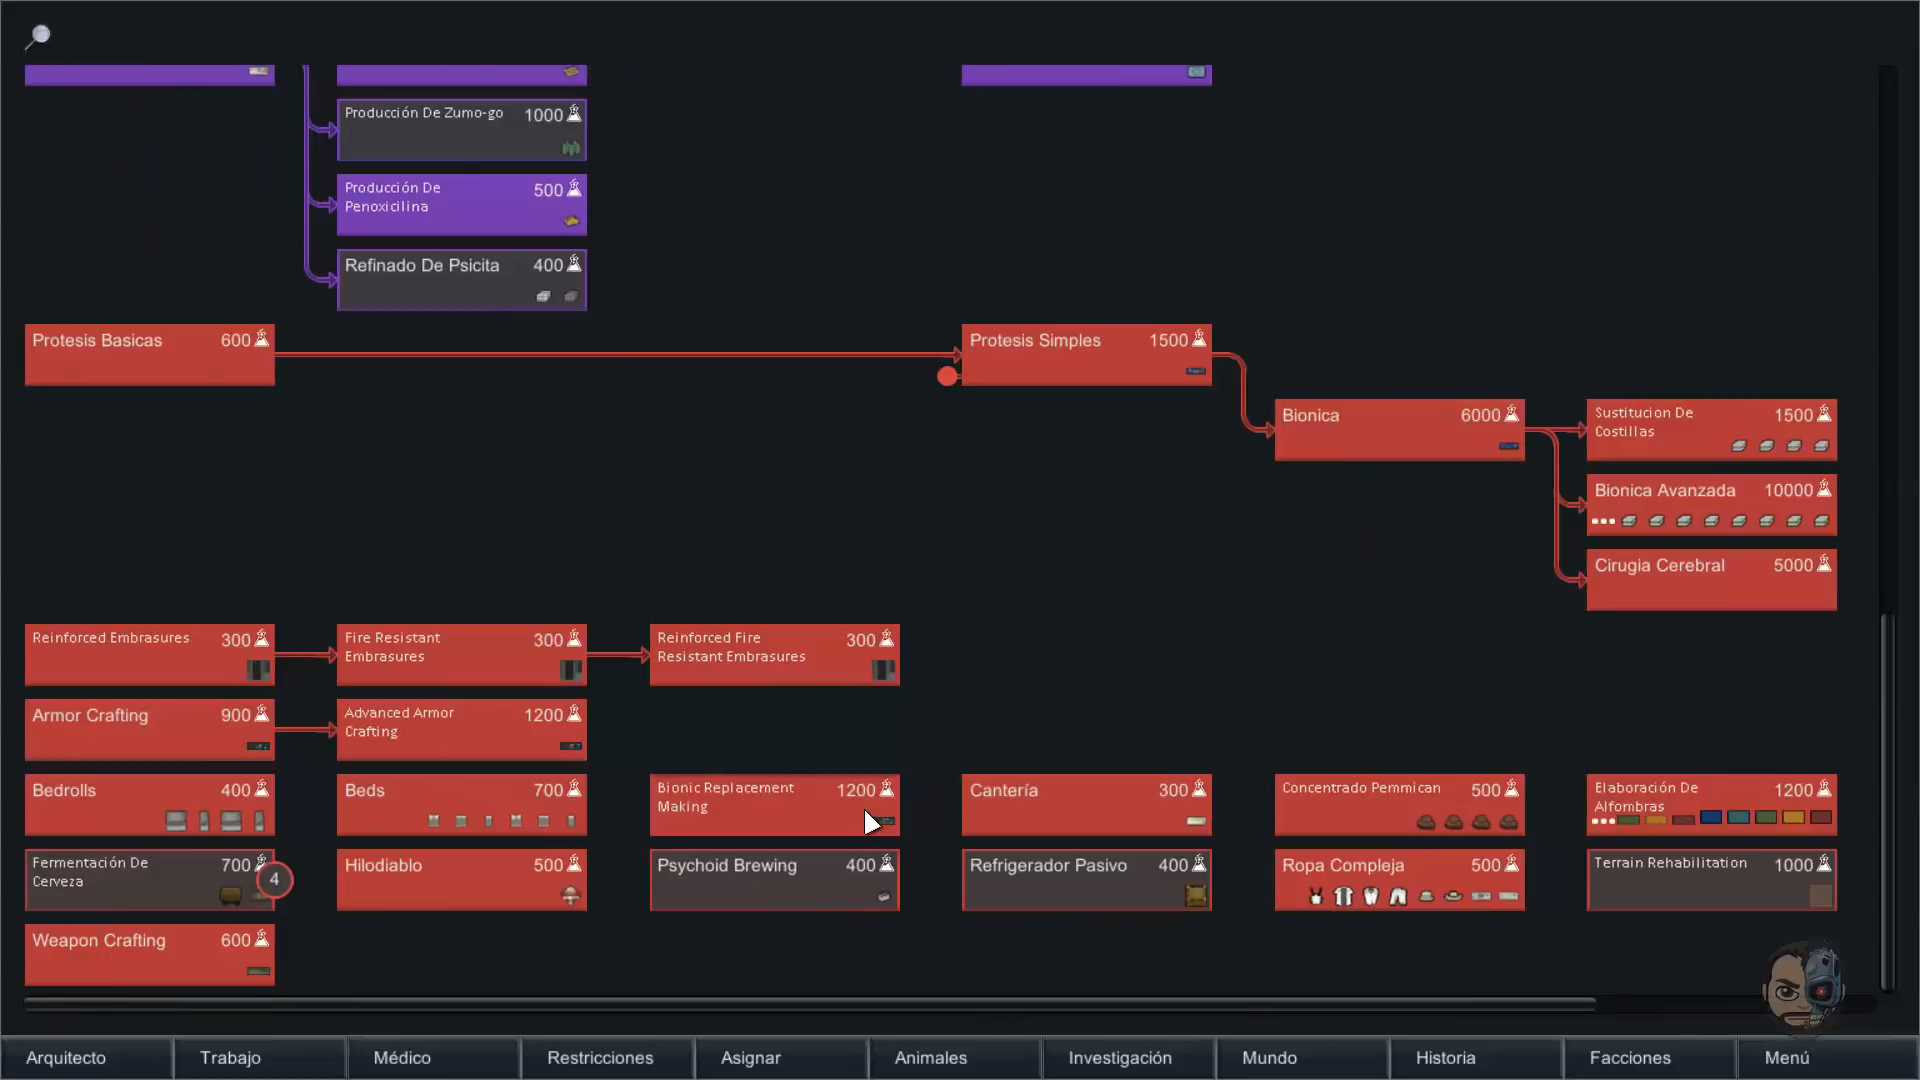 Producción De Zumo-go 1000
Producción De 500
Penoxicilina
Refinado De Psicita 400
Protesis Basicas 600
Protesis Simples 1500
Bionica 6000
Sustitucion De 1500
Costillas
Bionica Avanzada 10000
Cirugia Cerebral 5000
Reinforced Embrasures 300
Fire Resistant 300
Embrasures
Reinforced Fire 300
Resistant Embrasures
Armor Crafting 900
Advanced Armor 1200
Crafting
Bedrolls 400
Beds 700
Bionic Replacement 1200
Making
Cantería 300
Concentrado Pemmican 500
Elaboración De 1200
Alfombras
Fermentación De 700
Cerveza
4
Hilodiablo 500
Psychoid Brewing 400
Refrigerador Pasivo 400
Ropa Compleja 500
Terrain Rehabilitation 1000
Weapon Crafting 600
Arquitecto Trabajo Médico Restricciones Asignar Animales Investigación Mundo Historia Facciones Menú